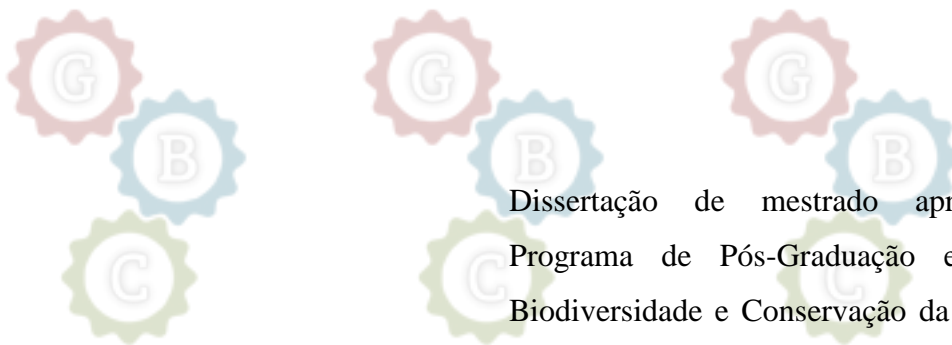 G G G
B B B
Dissertação de mestrado apr
Programa de Pós-Graduação e
C C C
Biodiversidade e Conservação da